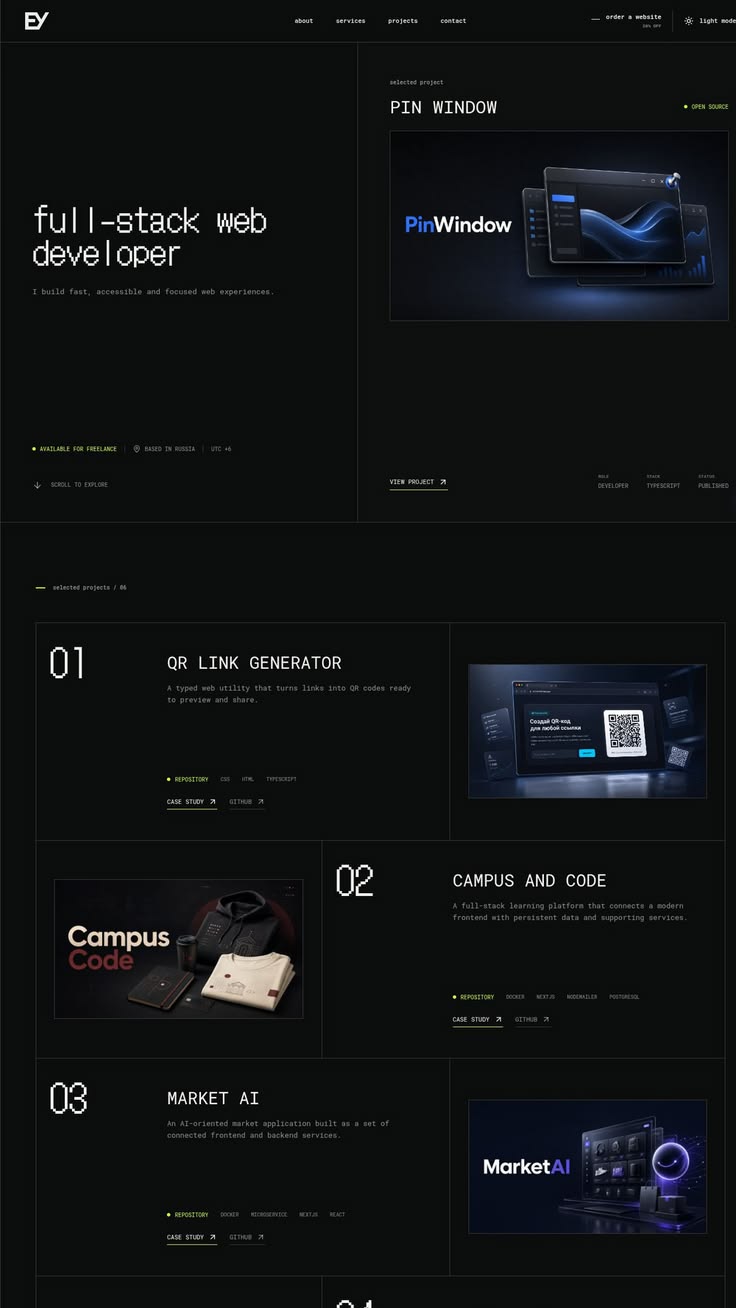 EY
about
services
projects
contact
order a website
20% OFF
light mode
selected project
PIN WINDOW
OPEN SOURCE
PinWindow
full-stack web
developer
I build fast, accessible and focused web experiences.
AVAILABLE FOR FREELANCE
BASED IN RUSSIA
UTC +6
SCROLL TO EXPLORE
VIEW PROJECT
ROLE
DEVELOPER
STACK
TYPESCRIPT
STATUS
PUBLISHED
selected projects / 06
01
QR LINK GENERATOR
A typed web utility that turns links into QR codes ready
to preview and share.
REPOSITORY
CSS
HTML
TYPESCRIPT
CASE STUDY
GITHUB
Создай QR-код
для любой ссылки
Campus
Code
02
CAMPUS AND CODE
A full-stack learning platform that connects a modern
frontend with persistent data and supporting services.
REPOSITORY
DOCKER
NEXTJS
NODEMAILER
POSTGRESQL
CASE STUDY
GITHUB
03
MARKET AI
An AI-oriented market application built as a set of
connected frontend and backend services.
REPOSITORY
DOCKER
MICROSERVICE
NEXTJS
REACT
CASE STUDY
GITHUB
MarketAI